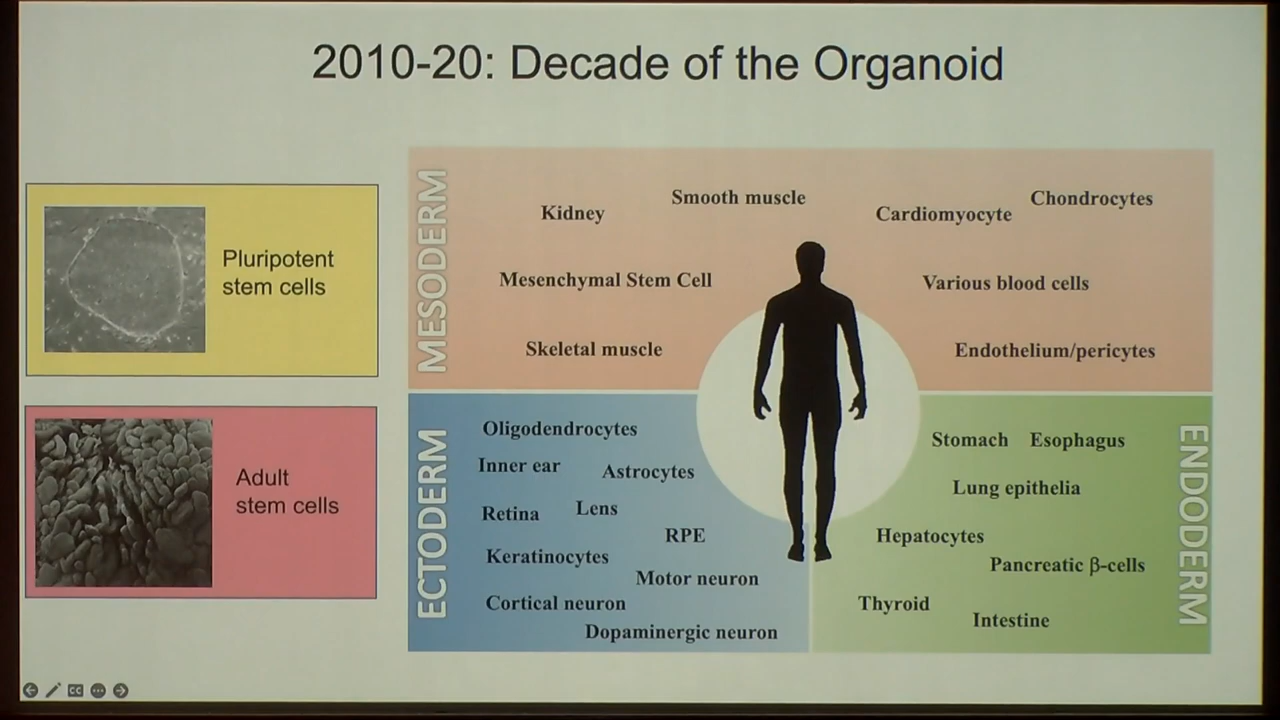 2010-20: Decade of the Organoid
Pluripotent
stem cells
Adult
stem cells
MESODERM
Kidney
Smooth muscle
Cardiomyocyte
Chondrocytes
Mesenchymal Stem Cell
Various blood cells
Skeletal muscle
Endothelium/pericytes
ECTODERM
Oligodendrocytes
Inner ear
Astrocytes
Retina
Lens
RPE
Keratinocytes
Motor neuron
Cortical neuron
Dopaminergic neuron
ENDODERM
Stomach
Esophagus
Lung epithelia
Hepatocytes
Pancreatic β-cells
Thyroid
Intestine
CC